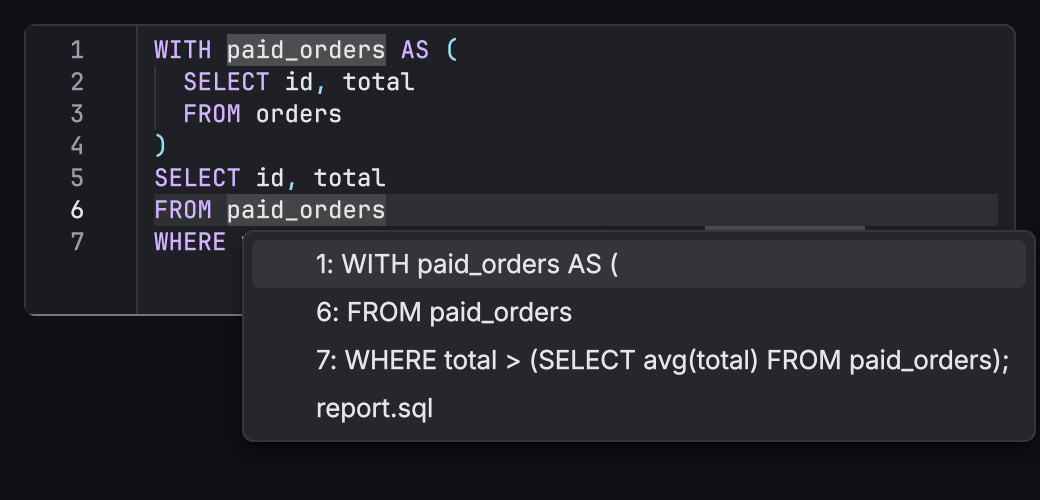 1 WITH paid_orders AS (
2 SELECT id, total
3 FROM orders
4 )
5 SELECT id, total
6 FROM paid_orders
7 WHERE
1: WITH paid_orders AS (
6: FROM paid_orders
7: WHERE total > (SELECT avg(total) FROM paid_orders);
report.sql